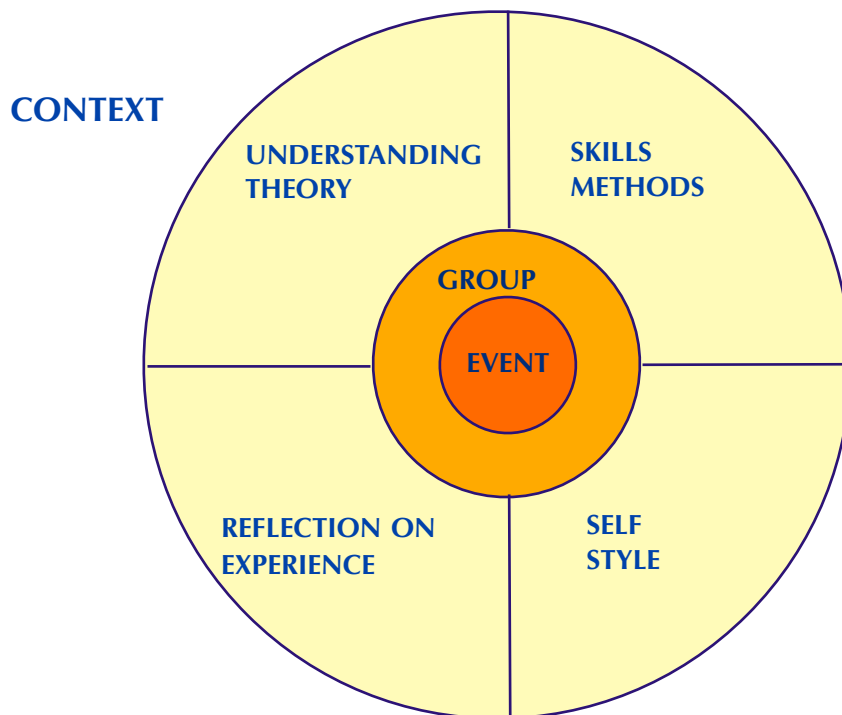 CONTEXT
UNDERSTANDING
THEORY
SKILLS
METHODS
GROUP
EVENT
REFLECTION ON
EXPERIENCE
SELF
STYLE